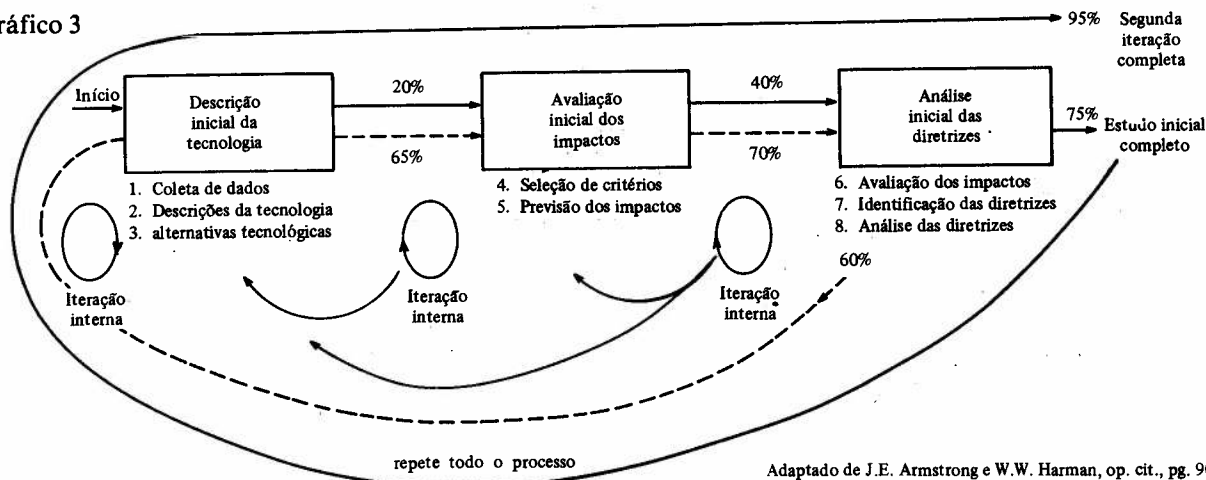 ráfico 3
95% Segunda
iteração
completa
Início
Descrição
inicial da
tecnologia
20%
65%
Avaliação
inicial dos
impactos
40%
70%
Análise
inicial das
diretrizes
75%
Estudo inicial
completo
1. Coleta de dados
2. Descrições da tecnologia
3. alternativas tecnológicas
4. Seleção de critérios
5. Previsão dos impactos
6. Avaliação dos impactos
7. Identificação das diretrizes
8. Análise das diretrizes
60%
Iteração
interna
Iteração
interna
Iteração
interna
repete todo o processo
Adaptado de J.E. Armstrong e W.W. Harman, op. cit., pg.